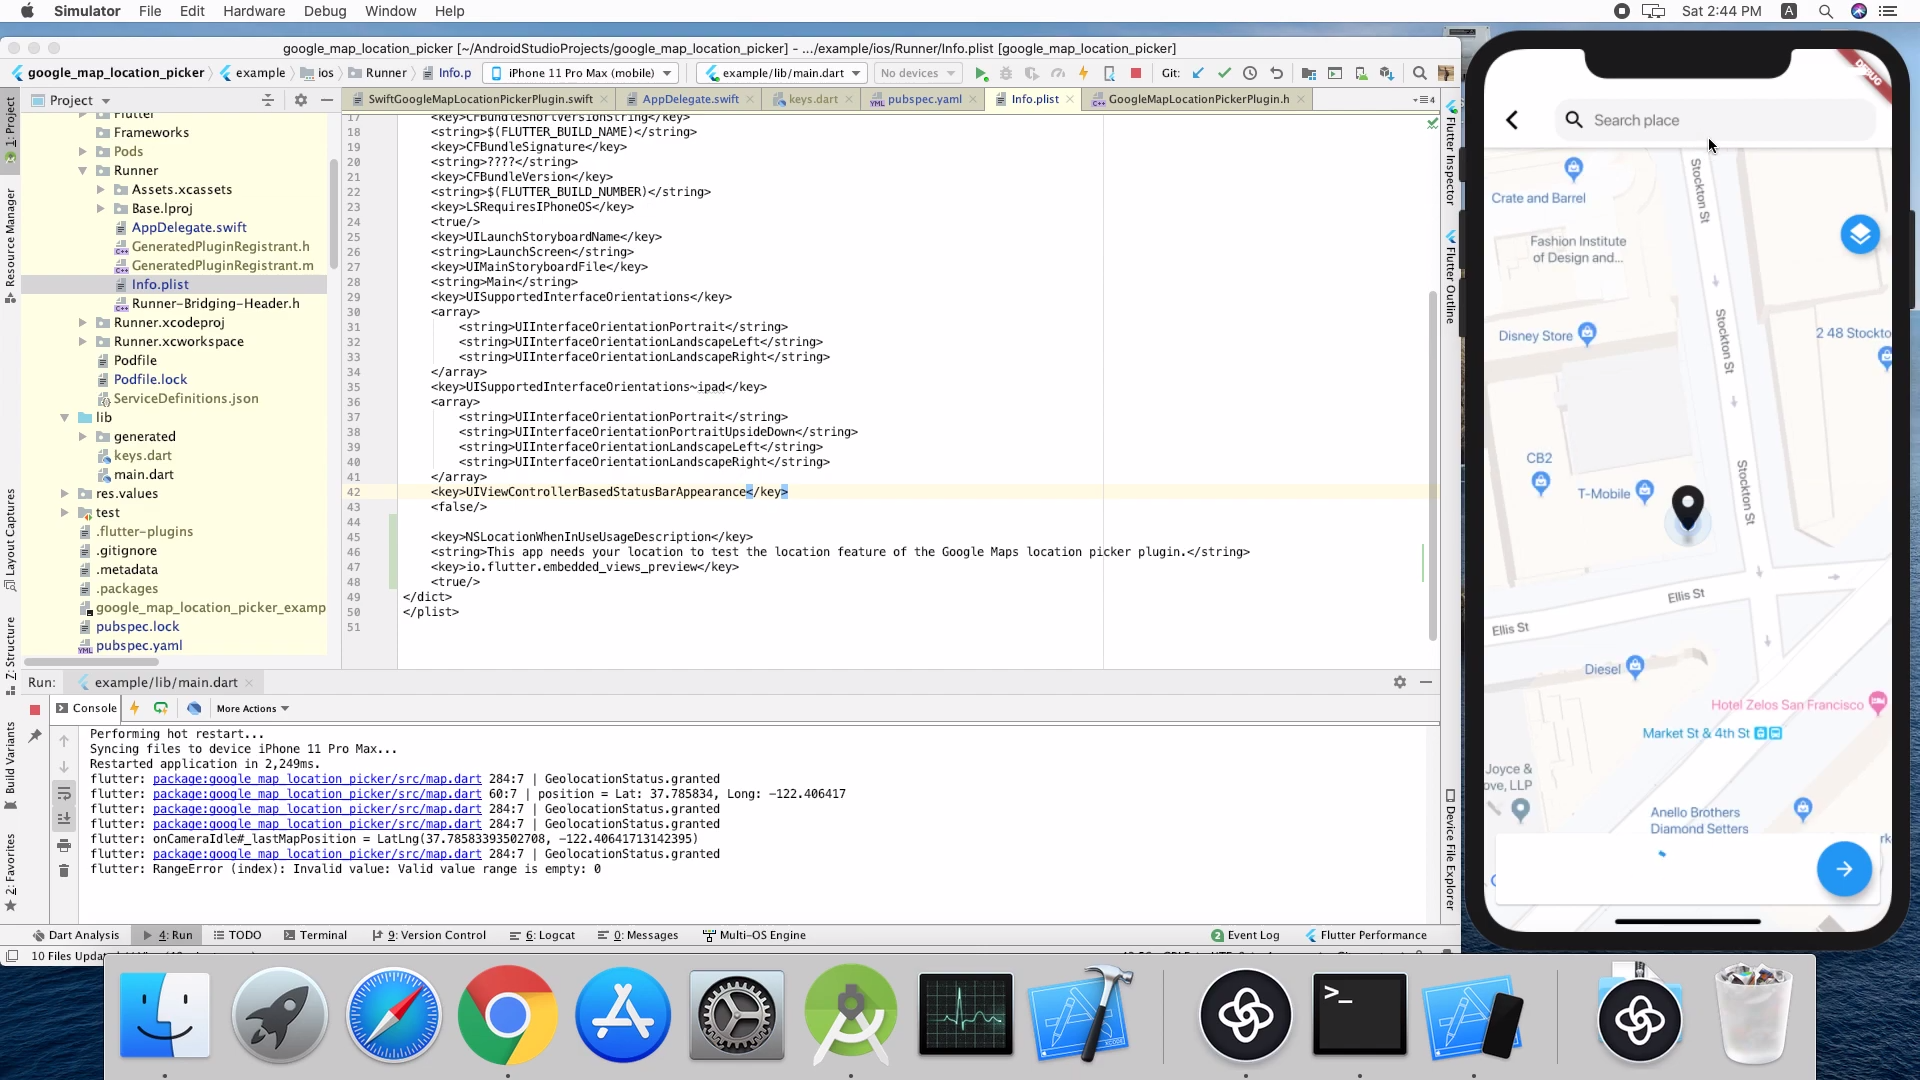 Simulator File Edit Hardware Debug Window Help
Sat 2:44 PM A
google_map_location_picker [~/AndroidStudioProjects/google_map_location_picker] - .../example/ios/Runner/Info.plist [google_map_location_picker]
google_map_location_picker example ios Runner Info.p iPhone 11 Pro Max (mobile) example/lib/main.dart No devices Git:
Project SwiftGoogleMapLocationPickerPlugin.swift AppDelegate.swift keys.dart pubspec.yaml Info.plist GoogleMapLocationPickerPlugin.h
1: Project
Resource Manager
Layout Captures
Z: Structure
Build Variants
2: Favorites
Flutter
Frameworks
Pods
Runner
Assets.xcassets
Base.lproj
AppDelegate.swift
GeneratedPluginRegistrant.h
GeneratedPluginRegistrant.m
Info.plist
Runner-Bridging-Header.h
Runner.xcodeproj
Runner.xcworkspace
Podfile
Podfile.lock
ServiceDefinitions.json
lib
generated
keys.dart
main.dart
res.values
test
.flutter-plugins
.gitignore
.metadata
.packages
google_map_location_picker_examp
pubspec.lock
pubspec.yaml
17 <key>CFBundleShortVersionString</key>
18 <string>$(FLUTTER_BUILD_NAME)</string>
19 <key>CFBundleSignature</key>
20 <string>????</string>
21 <key>CFBundleVersion</key>
22 <string>$(FLUTTER_BUILD_NUMBER)</string>
23 <key>LSRequiresIPhoneOS</key>
24 <true/>
25 <key>UILaunchStoryboardName</key>
26 <string>LaunchScreen</string>
27 <key>UIMainStoryboardFile</key>
28 <string>Main</string>
29 <key>UISupportedInterfaceOrientations</key>
30 <array>
31 <string>UIInterfaceOrientationPortrait</string>
32 <string>UIInterfaceOrientationLandscapeLeft</string>
33 <string>UIInterfaceOrientationLandscapeRight</string>
34 </array>
35 <key>UISupportedInterfaceOrientations~ipad</key>
36 <array>
37 <string>UIInterfaceOrientationPortrait</string>
38 <string>UIInterfaceOrientationPortraitUpsideDown</string>
39 <string>UIInterfaceOrientationLandscapeLeft</string>
40 <string>UIInterfaceOrientationLandscapeRight</string>
41 </array>
42 <key>UIViewControllerBasedStatusBarAppearance</key>
43 <false/>
44
45 <key>NSLocationWhenInUseUsageDescription</key>
46 <string>This app needs your location to test the location feature of the Google Maps location picker plugin.</string>
47 <key>io.flutter.embedded_views_preview</key>
48 <true/>
49 </dict>
50 </plist>
51
Flutter Inspector
Flutter Outline
Device File Explorer
Run: example/lib/main.dart
Console More Actions
Performing hot restart...
Syncing files to device iPhone 11 Pro Max...
Restarted application in 2,249ms.
flutter: package:google_map_location_picker/src/map.dart 284:7 | GeolocationStatus.granted
flutter: package:google_map_location_picker/src/map.dart 60:7 | position = Lat: 37.785834, Long: -122.406417
flutter: package:google_map_location_picker/src/map.dart 284:7 | GeolocationStatus.granted
flutter: package:google_map_location_picker/src/map.dart 284:7 | GeolocationStatus.granted
flutter: onCameraIdle#_lastMapPosition = LatLng(37.78583393502708, -122.40641713142395)
flutter: package:google_map_location_picker/src/map.dart 284:7 | GeolocationStatus.granted
flutter: RangeError (index): Invalid value: Valid value range is empty: 0
Dart Analysis 4: Run TODO Terminal 9: Version Control 6: Logcat 0: Messages Multi-OS Engine 2 Event Log Flutter Performance
10 Files
DEBUG
Search place
Crate and Barrel
Stockton St
Fashion Institute
of Design and...
Disney Store
Stockton St
2 48 Stockto
CB2
T-Mobile
Stockton St
Ellis St
Ellis St
Diesel
Hotel Zelos San Francisco
Market St & 4th St
Joyce &
ove, LLP
Anello Brothers
Diamond Setters